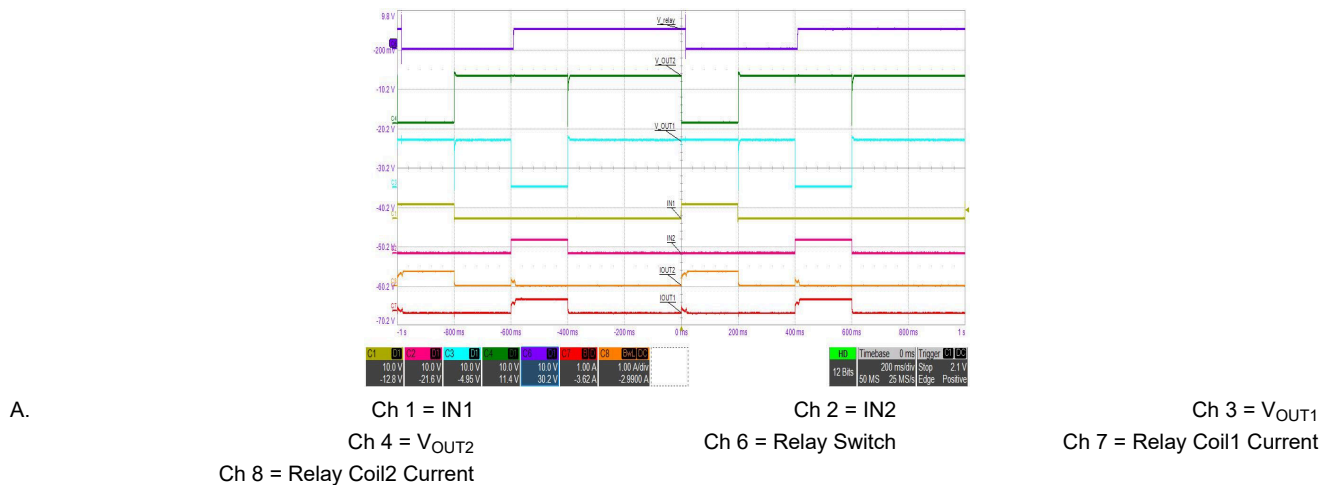 9.8 V
V_relay
-200 mV
V_OUT2
-10.2 V
C4
-20.2 V
V_OUT1
-30.2 V
-40.2 V
IN1
-50.2 V
IN2
-60.2 V
IOUT2
-70.2 V
IOUT1
-1 s -800 ms -600 ms -400 ms -200 ms 0 ms 200 ms 400 ms 600 ms 800 ms 1 s
C1 C2 C3 C4 C6 C7 C8 BwL DC
10.0 V 10.0 V 10.0 V 10.0 V 10.0 V 1.00 A 1.00 A/div
-12.8 V -21.6 V -4.95 V 11.4 V 30.2 V -3.62 A -2.9900 A
HD Timebase 0 ms Trigger C1 DC
12 Bits 200 ms/div Stop 2.1 V
50 MS 25 MS/s Edge Positive
A. Ch 1 = IN1 Ch 2 = IN2 Ch 3 = VOUT1
Ch 4 = VOUT2 Ch 6 = Relay Switch Ch 7 = Relay Coil1 Current
Ch 8 = Relay Coil2 Current